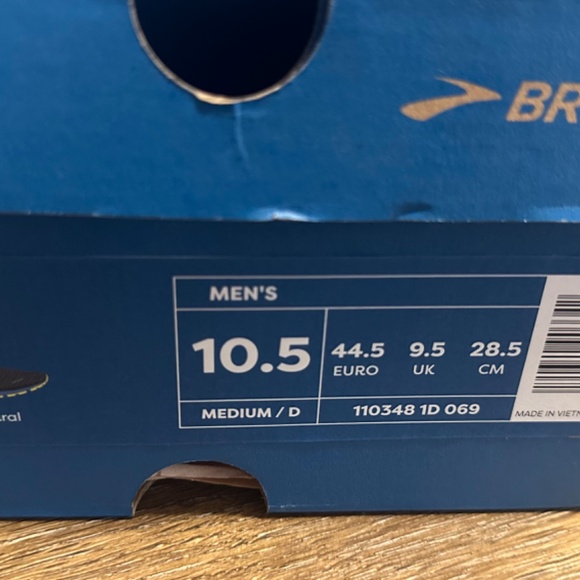 BR
MEN'S
10.5
44.5 9.5 28.5
EURO UK CM
MEDIUM / D
110348 1D 069
MADE IN VIETN
ral